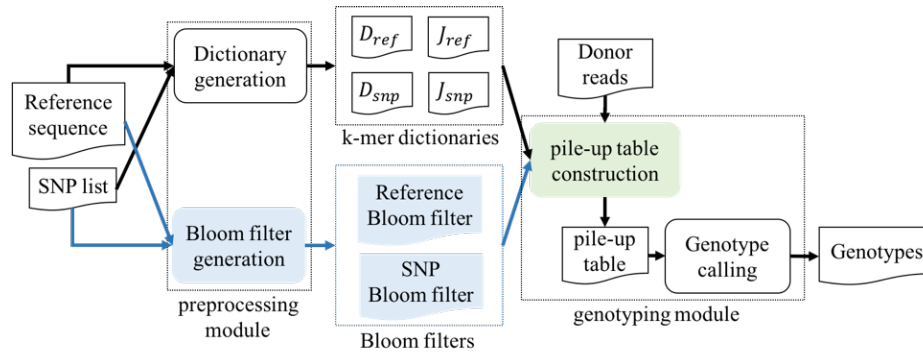 Reference
sequence
SNP list
Dictionary
generation
Bloom filter
generation
preprocessing
module
D_ref
J_ref
D_snp
J_snp
k-mer dictionaries
Reference
Bloom filter
SNP
Bloom filter
Bloom filters
Donor
reads
pile-up table
construction
pile-up
table
Genotype
calling
genotyping module
Genotypes